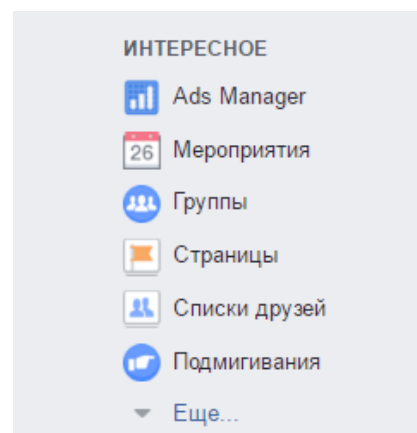 ИНТЕРЕСНОЕ
Ads Manager
26 Мероприятия
Группы
Страницы
Списки друзей
Подмигивания
Еще...